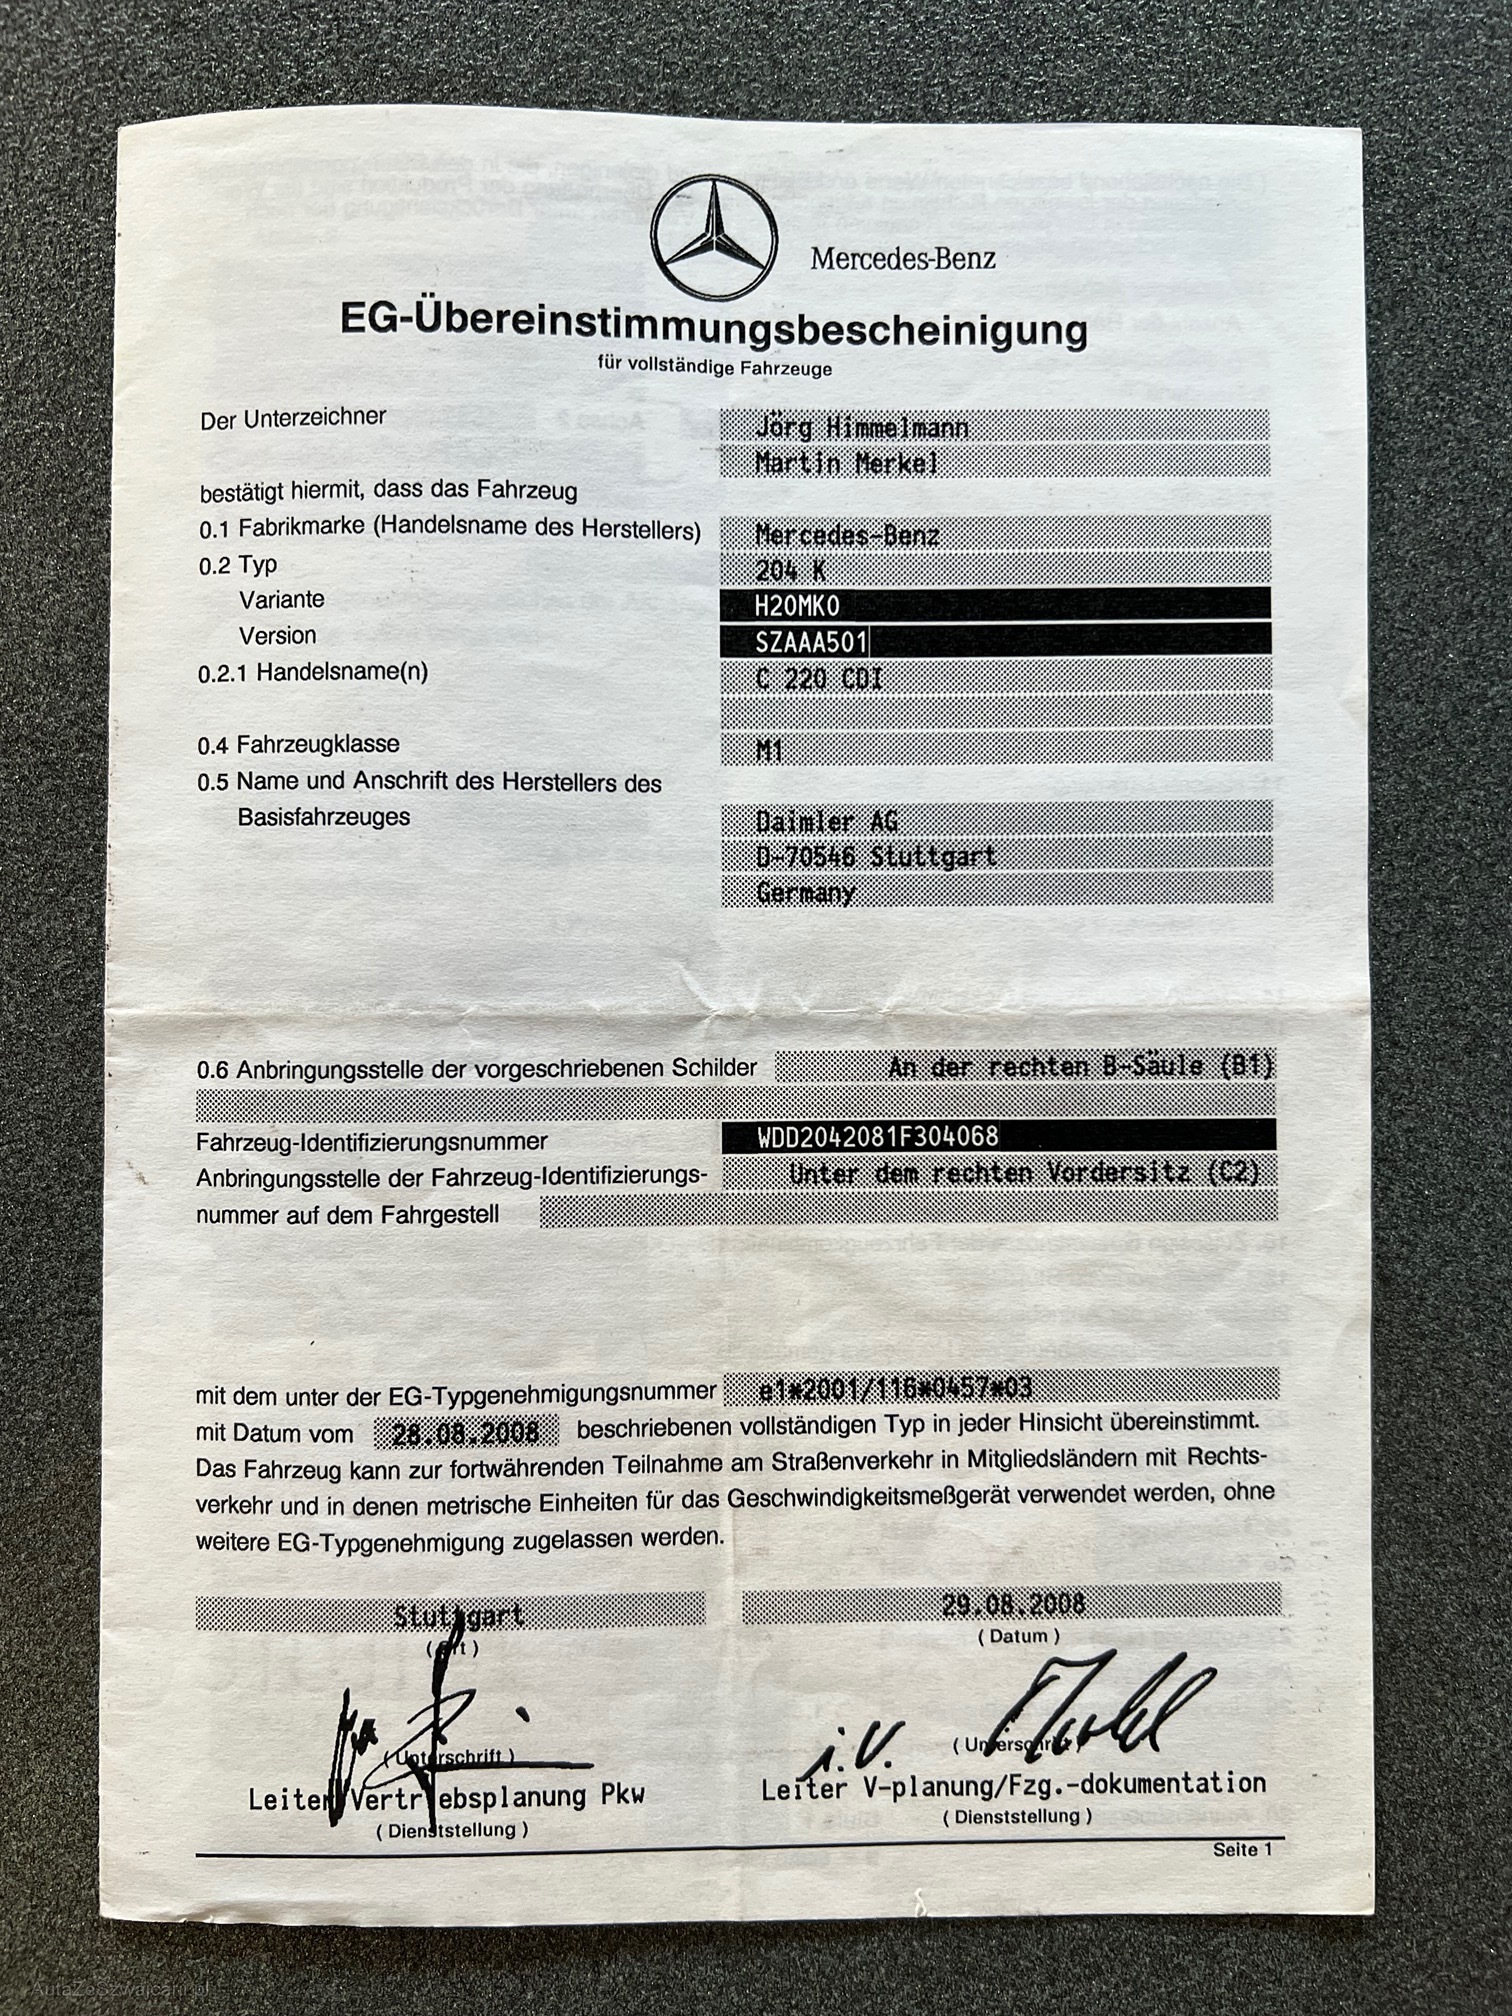 Mercedes-Benz
EG-Übereinstimmungsbescheinigung
für vollständige Fahrzeuge
Der Unterzeichner
Jörg Himmelmann
Martin Merkel
bestätigt hiermit, dass das Fahrzeug
0.1 Fabrikmarke (Handelsname des Herstellers) Mercedes-Benz
0.2 Typ 204 K
Variante H20MK0
Version SZAAA501
0.2.1 Handelsname(n) C 220 CDI
0.4 Fahrzeugklasse M1
0.5 Name und Anschrift des Herstellers des
Basisfahrzeuges Daimler AG
D-70546 Stuttgart
Germany
0.6 Anbringungsstelle der vorgeschriebenen Schilder An der rechten B-Säule (B1)
Fahrzeug-Identifizierungsnummer WDD2042081F304068
Anbringungsstelle der Fahrzeug-Identifizierungs- Unter dem rechten Vordersitz (C2)
nummer auf dem Fahrgestell
mit dem unter der EG-Typgenehmigungsnummer e1*2001/116*0457*03
mit Datum vom 28.08.2008 beschriebenen vollständigen Typ in jeder Hinsicht übereinstimmt.
Das Fahrzeug kann zur fortwährenden Teilnahme am Straßenverkehr in Mitgliedsländern mit Rechts-
verkehr und in denen metrische Einheiten für das Geschwindigkeitsmeßgerät verwendet werden, ohne
weitere EG-Typgenehmigung zugelassen werden.
Stuttgart 29.08.2008
(Ort) (Datum)
i.V.
(Unterschrift) (Unterschrift)
Leiter Vertriebsplanung Pkw Leiter V-planung/Fzg.-dokumentation
(Dienststellung) (Dienststellung)
Seite 1
AutaZeSzwajcarii.pl